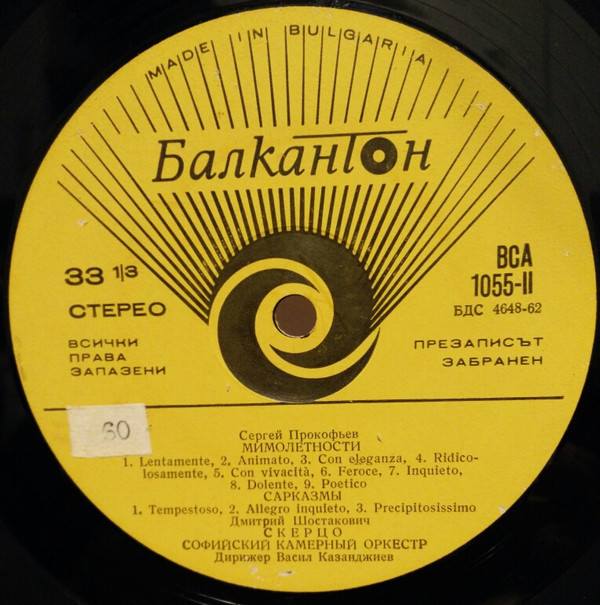 MADE IN BULGARIA
Балкантон
33 1/3
СТЕРЕО
ВСИЧКИ
ПРАВА
ЗАПАЗЕНИ
ВСА
1055-II
БДС 4648-62
ПРЕЗАПИСЪТ
ЗАБРАНЕН
60
Сергей Прокофьев
МИМОЛЕТНОСТИ
1. Lentamente, 2. Animato, 3. Con eleganza, 4. Ridico-
losamente, 5. Con vivacità, 6. Feroce, 7. Inquieto,
8. Dolente, 9. Poetico
САРКАЗМЫ
1. Tempestoso, 2. Allegro inquieto, 3. Precipitosissimo
Дмитрий Шостакович
СКЕРЦО
СОФИЙСКИЙ КАМЕРНЫЙ ОРКЕСТР
Дирижер Васил Казанджиев